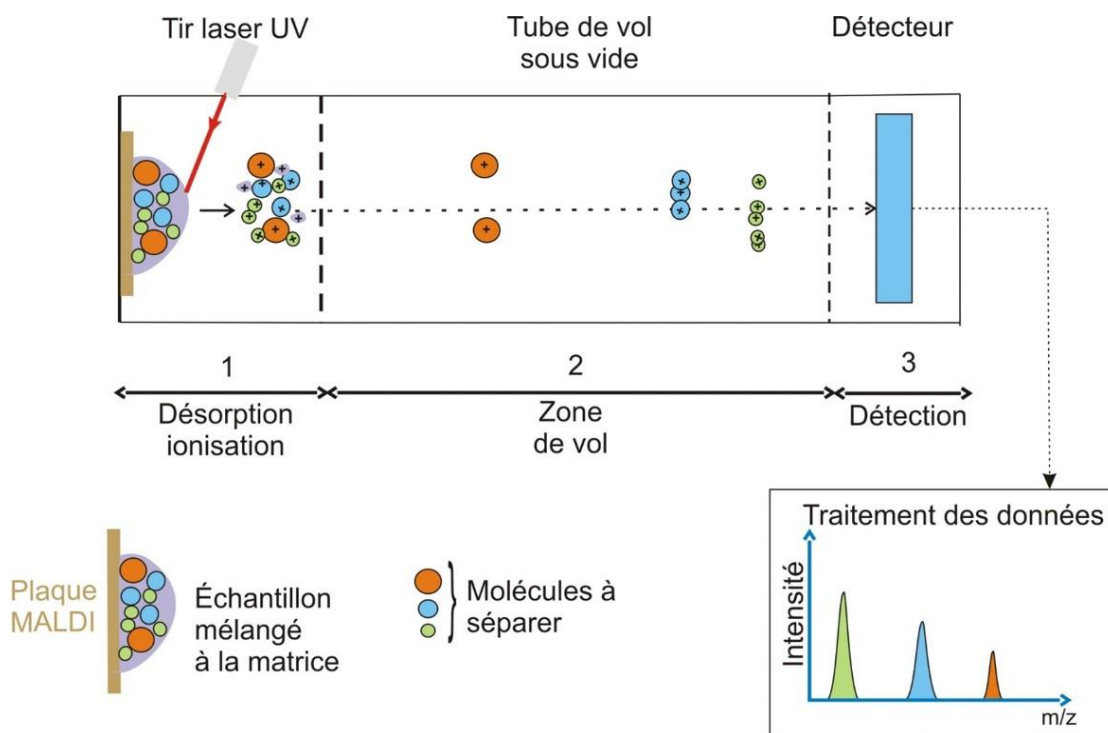 Tir laser UV
Tube de vol
sous vide
Détecteur
1
2
3
Désorption
ionisation
Zone
de vol
Détection
Plaque
MALDI
Échantillon
mélangé
à la matrice
Molécules à
séparer
Traitement des données
Intensité
m/z